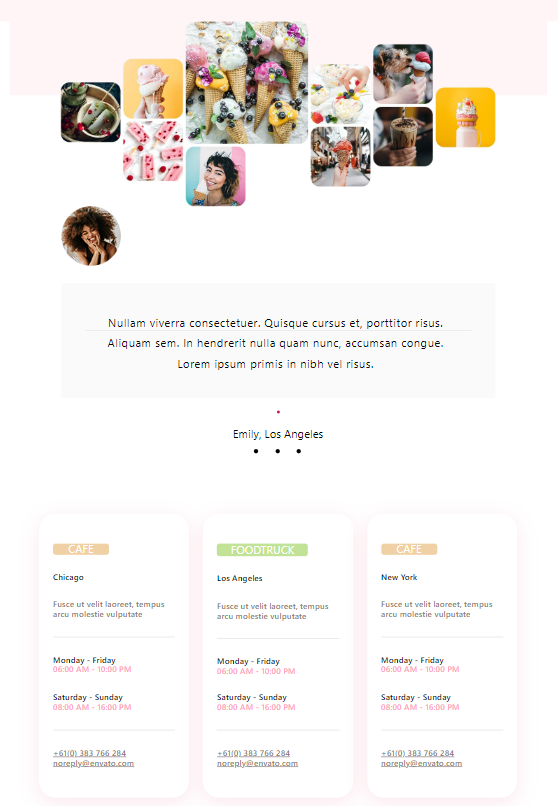 Nullam viverra consectetuer. Quisque cursus et, porttitor risus.
Aliquam sem. In hendrerit nulla quam nunc, accumsan congue.
Lorem ipsum primis in nibh vel risus.
Emily, Los Angeles
CAFE
Chicago
Fusce ut velit laoreet, tempus
arcu molestie vulputate
Monday - Friday
06:00 AM - 10:00 PM
Saturday - Sunday
08:00 AM - 16:00 PM
+61(0) 383 766 284
noreply@envato.com
FOODTRUCK
Los Angeles
Fusce ut velit laoreet, tempus
arcu molestie vulputate
Monday - Friday
06:00 AM - 10:00 PM
Saturday - Sunday
08:00 AM - 16:00 PM
+61(0) 383 766 284
noreply@envato.com
CAFE
New York
Fusce ut velit laoreet, tempus
arcu molestie vulputate
Monday - Friday
06:00 AM - 10:00 PM
Saturday - Sunday
08:00 AM - 16:00 PM
+61(0) 383 766 284
noreply@envato.com